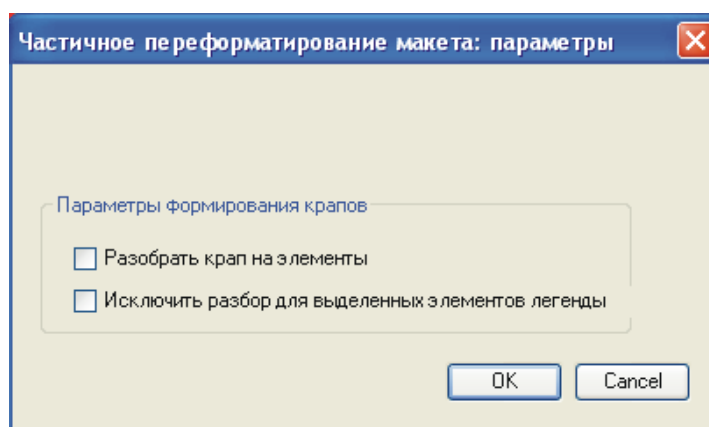 Частичное переформатирование макета: параметры
Параметры формирования крапов
Разобрать крап на элементы
Исключить разбор для выделенных элементов легенды
OK Cancel